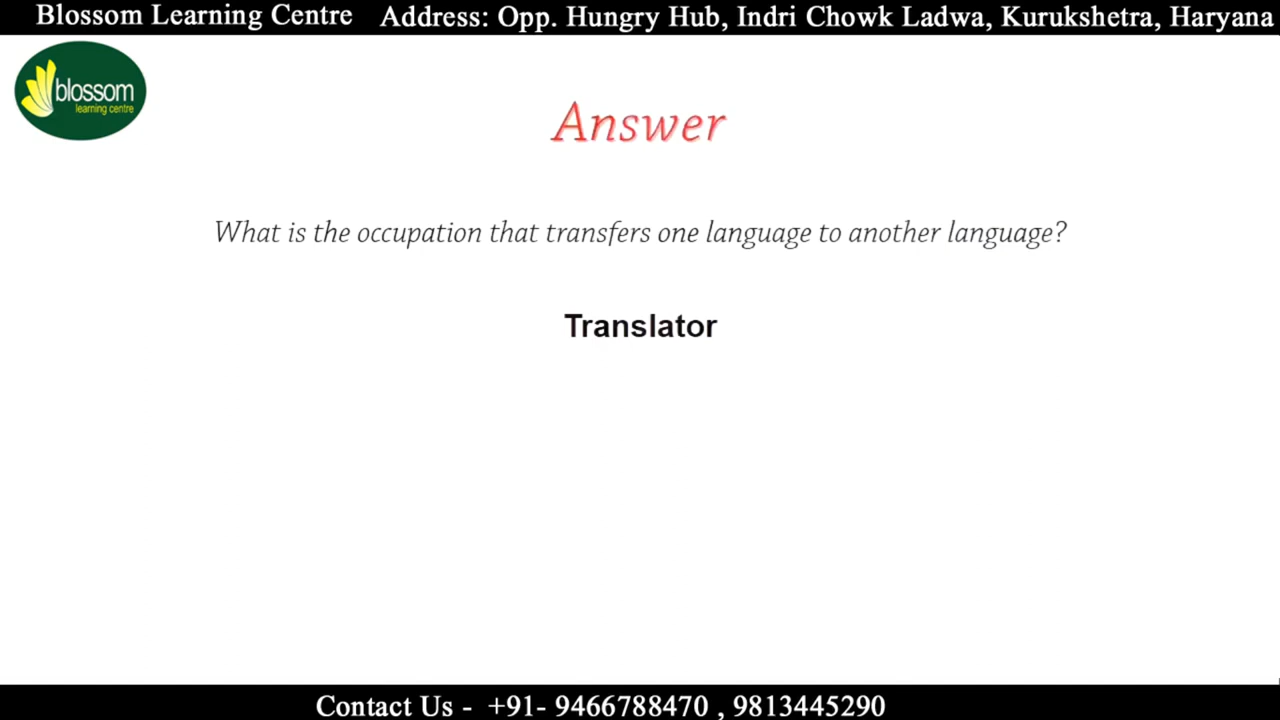 Blossom Learning Centre Address: Opp. Hungry Hub, Indri Chowk Ladwa, Kurukshetra, Haryana
blossom
learning centre
Answer
What is the occupation that transfers one language to another language?
Translator
Contact Us - +91- 9466788470 , 9813445290